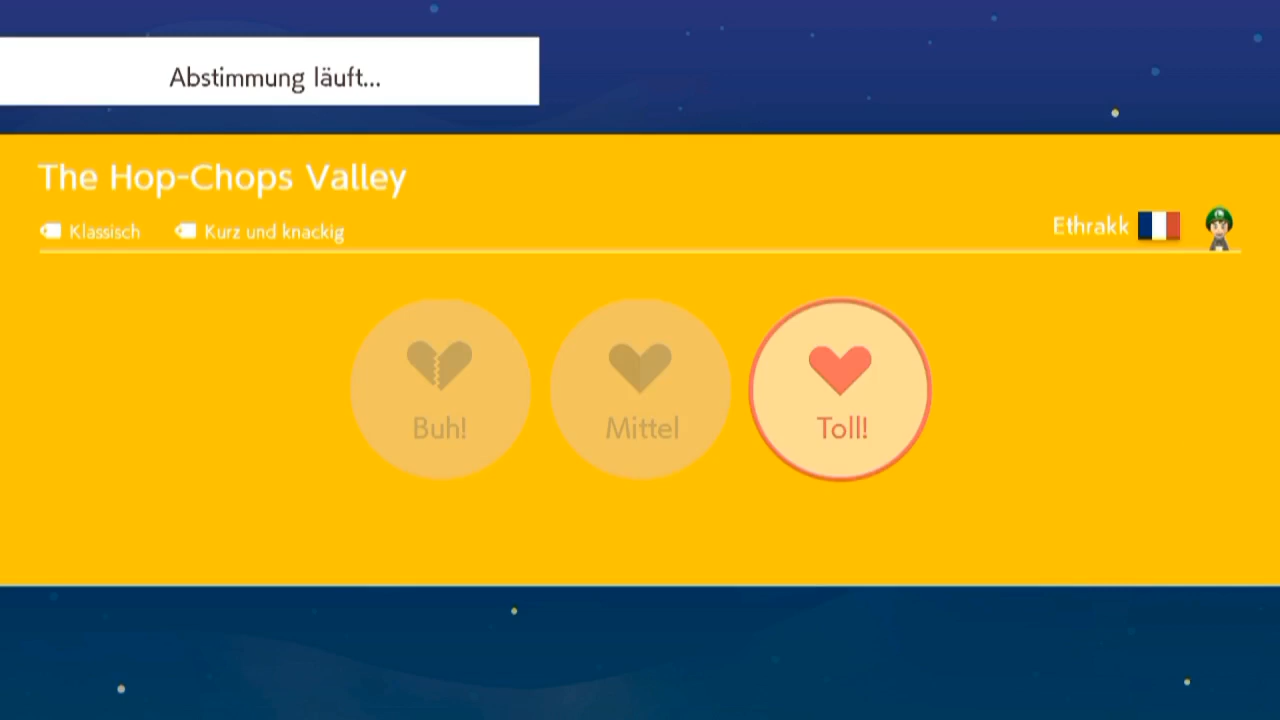 Abstimmung läuft...
The Hop-Chops Valley
Klassisch Kurz und knackig
Ethrakk
Buh! Mittel Toll!